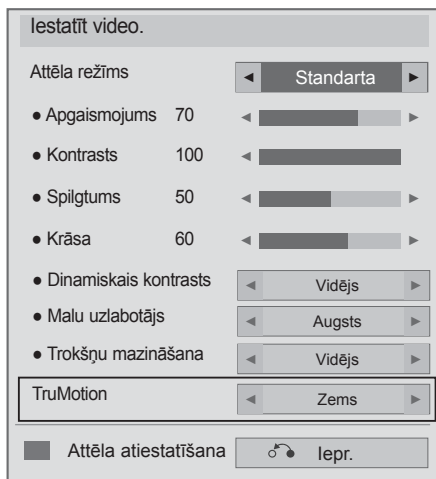 Iestatīt video.
Attēla režīms ◄ Standarta ►
● Apgaismojums 70 ◄ ►
● Kontrasts 100 ◄
● Spilgtums 50 ◄ ►
● Krāsa 60 ◄ ►
● Dinamiskais kontrasts ◄ Vidējs ►
● Malu uzlabotājs ◄ Augsts ►
● Trokšņu mazināšana ◄ Vidējs ►
TruMotion ◄ Zems ►
Attēla atiestatīšana Iepr.